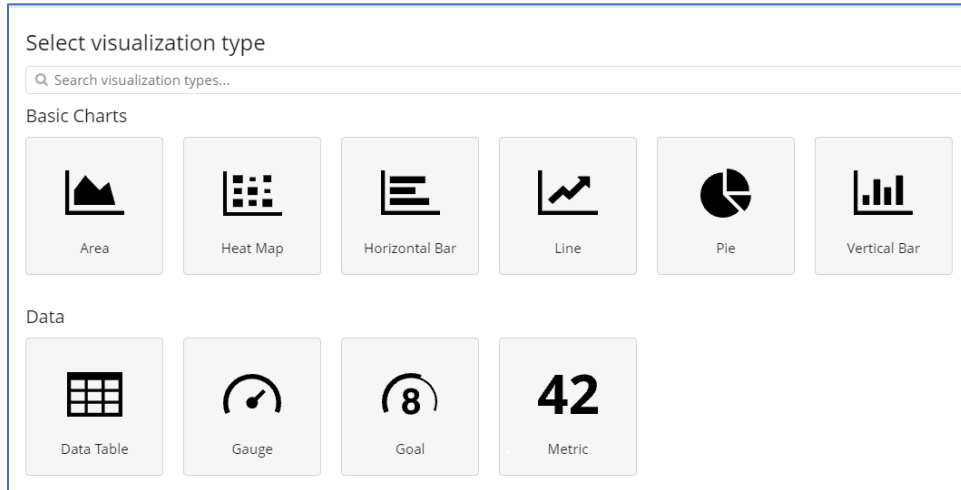 Select visualization type
Search visualization types...
Basic Charts
Area Heat Map Horizontal Bar Line Pie Vertical Bar
Data
8 42
Data Table Gauge Goal Metric